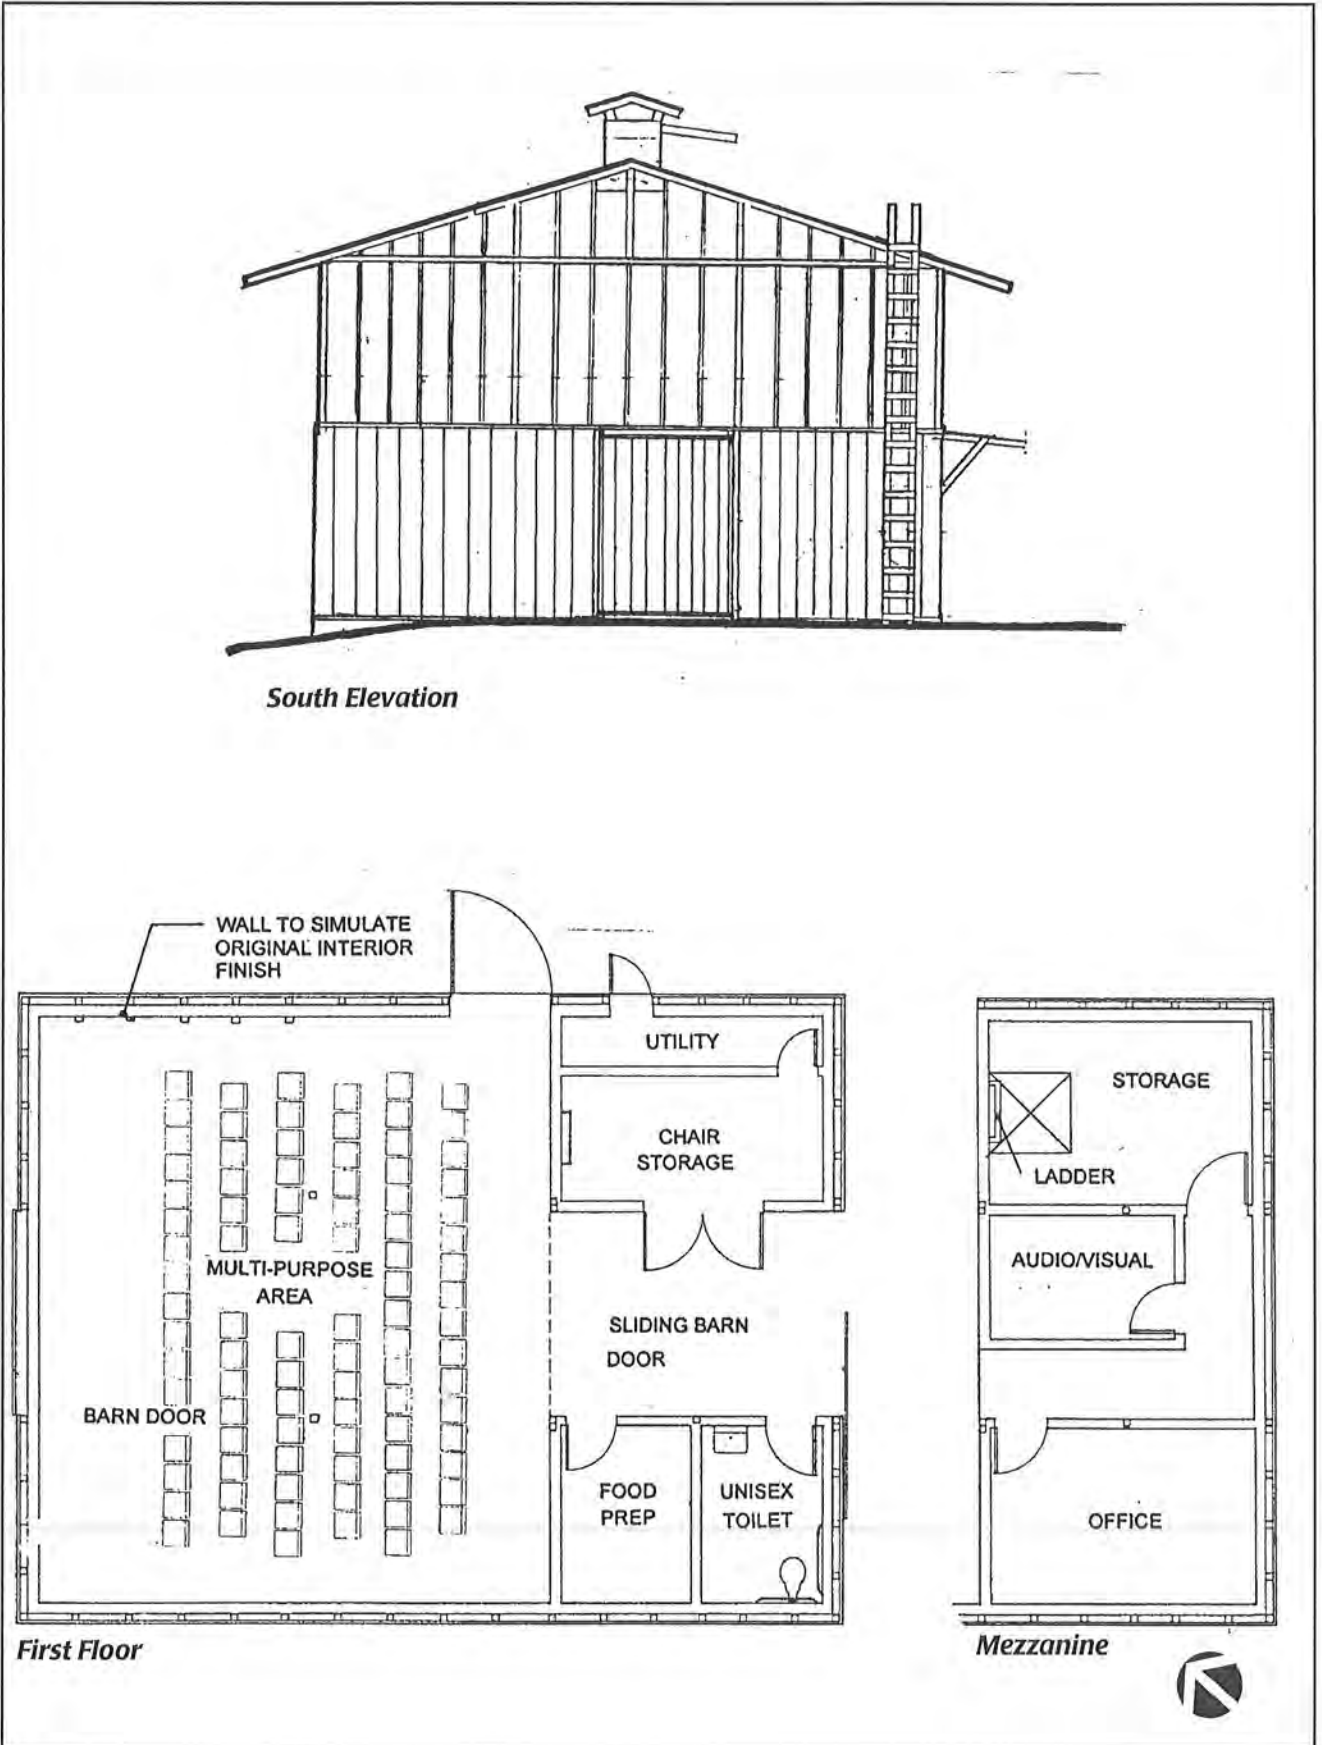 South Elevation
WALL TO SIMULATE
ORIGINAL INTERIOR
FINISH
UTILITY
CHAIR
STORAGE
MULTI-PURPOSE
AREA
SLIDING BARN
DOOR
BARN DOOR
FOOD
PREP
UNISEX
TOILET
First Floor
STORAGE
LADDER
AUDIO/VISUAL
OFFICE
Mezzanine